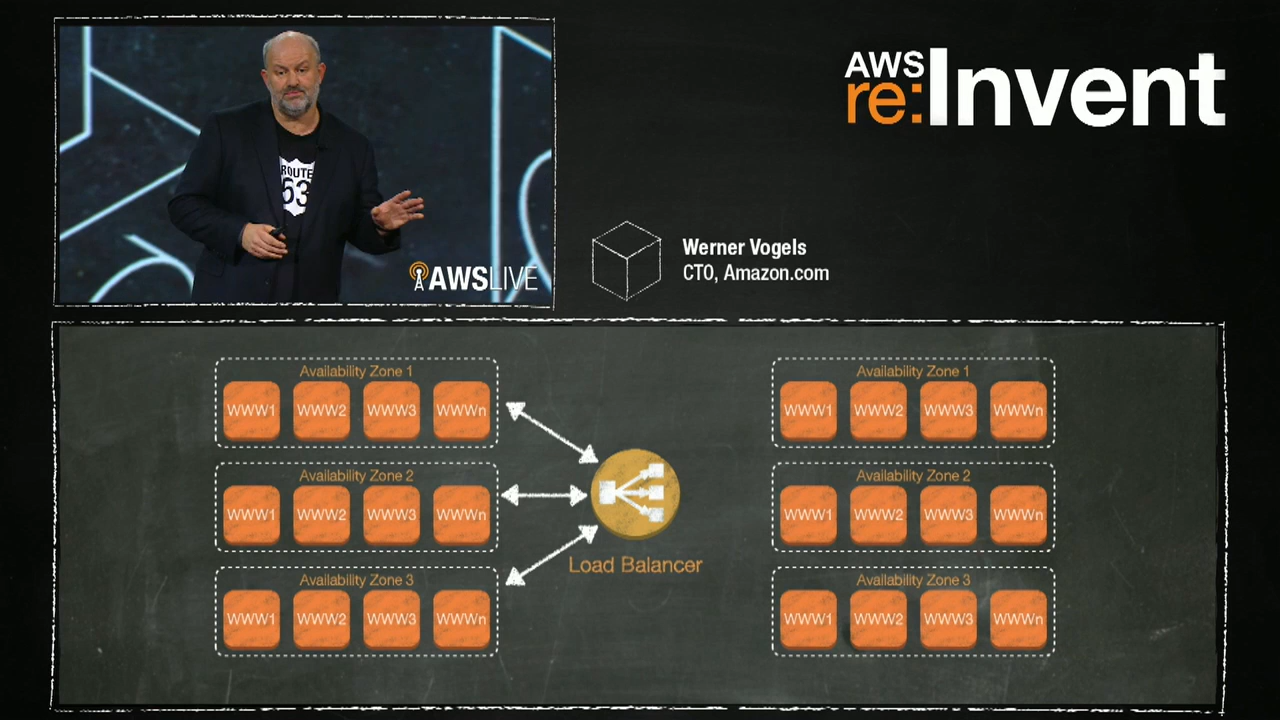 ROUTE
53
AWSLIVE
AWS
re:Invent
Werner Vogels
CTO, Amazon.com
Availability Zone 1
WWW1 WWW2 WWW3 WWWn
Availability Zone 2
WWW1 WWW2 WWW3 WWWn
Availability Zone 3
WWW1 WWW2 WWW3 WWWn
Load Balancer
Availability Zone 1
WWW1 WWW2 WWW3 WWWn
Availability Zone 2
WWW1 WWW2 WWW3 WWWn
Availability Zone 3
WWW1 WWW2 WWW3 WWWn